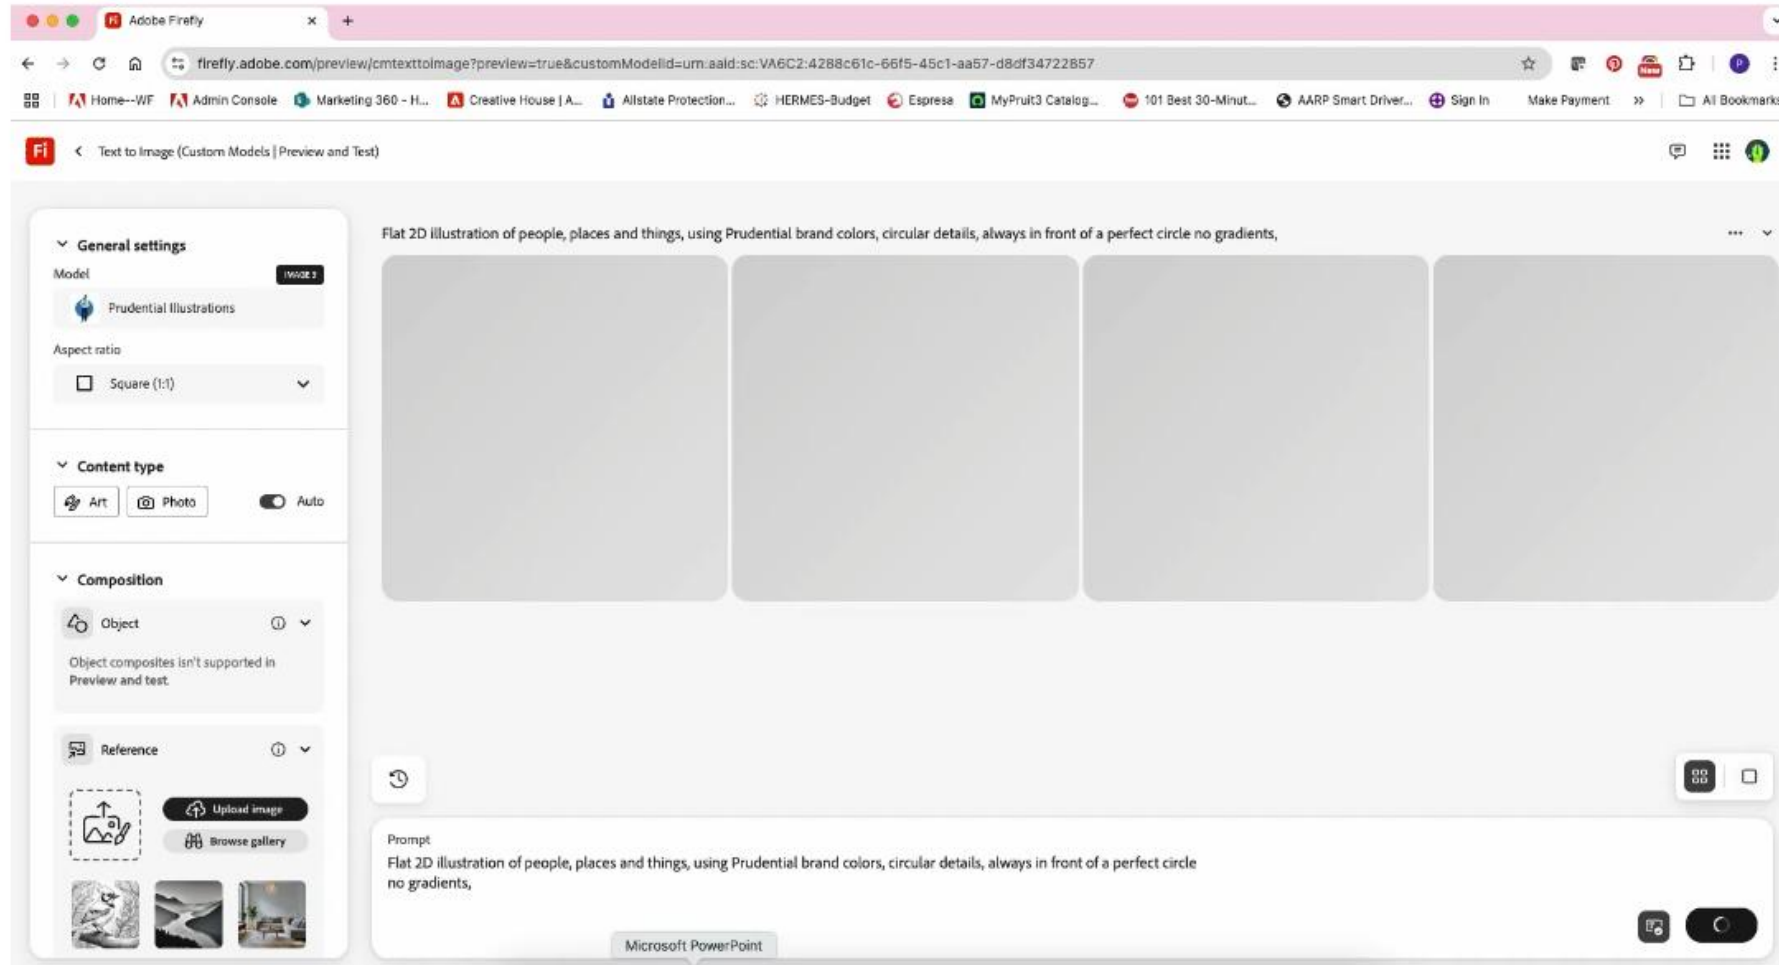 Adobe Firefly
firefly.adobe.com/preview/cmtexttoimage?preview=true&customModelId=urn:aaid:sc:VA6C2:4288c61c-66f5-45c1-aa57-d8df34722857
Home--WF Admin Console Marketing 360 - H... Creative House | A... Allstate Protection... HERMES-Budget Espresa MyPruit3 Catalog... 101 Best 30-Minut... AARP Smart Driver... Sign In Make Payment » All Bookmarks
Fi Text to Image (Custom Models | Preview and Test)
General settings
Model
Prudential Illustrations
Aspect ratio
Square (1:1)
Content type
Art Photo Auto
Composition
Object
Object composites isn't supported in
Preview and test.
Reference
Upload image
Browse gallery
Flat 2D illustration of people, places and things, using Prudential brand colors, circular details, always in front of a perfect circle no gradients,
Prompt
Flat 2D illustration of people, places and things, using Prudential brand colors, circular details, always in front of a perfect circle
no gradients,
Microsoft PowerPoint